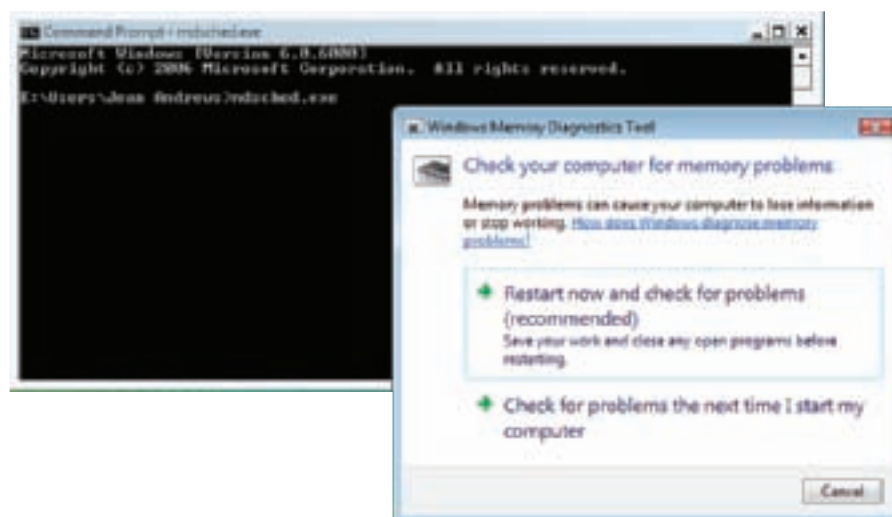 Command Prompt - mdsched.exe
Microsoft Windows [Version 6.0.6000]
Copyright (c) 2006 Microsoft Corporation. All rights reserved.
E:\Users\Jean Andrews>mdsched.exe
Windows Memory Diagnostics Tool
Check your computer for memory problems
Memory problems can cause your computer to lose information
or stop working. How does Windows diagnose memory
problems?
Restart now and check for problems
(recommended)
Save your work and close any open programs before
restarting.
Check for problems the next time I start my
computer
Cancel